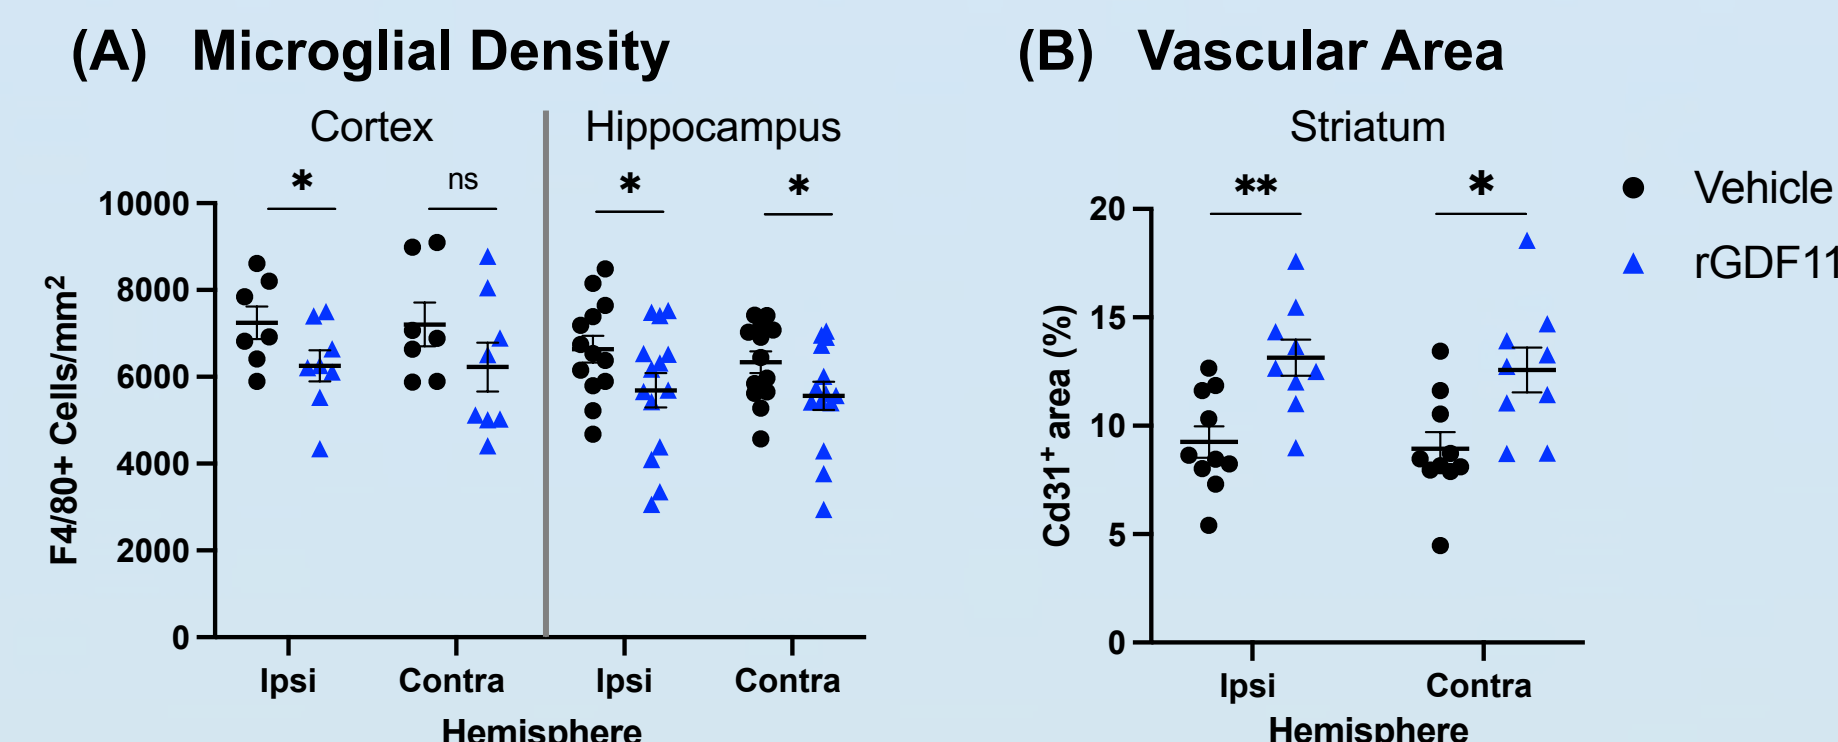 (A) Microglial Density
Cortex
Hippocampus
* ns * *
10000
8000
6000
4000
2000
0
F4/80+ Cells/mm²
Ipsi Contra Ipsi Contra
Hemisphere
(B) Vascular Area
Striatum
** *
20
15
10
5
0
Cd31⁺ area (%)
Ipsi Contra
Hemisphere
Vehicle
rGDF11